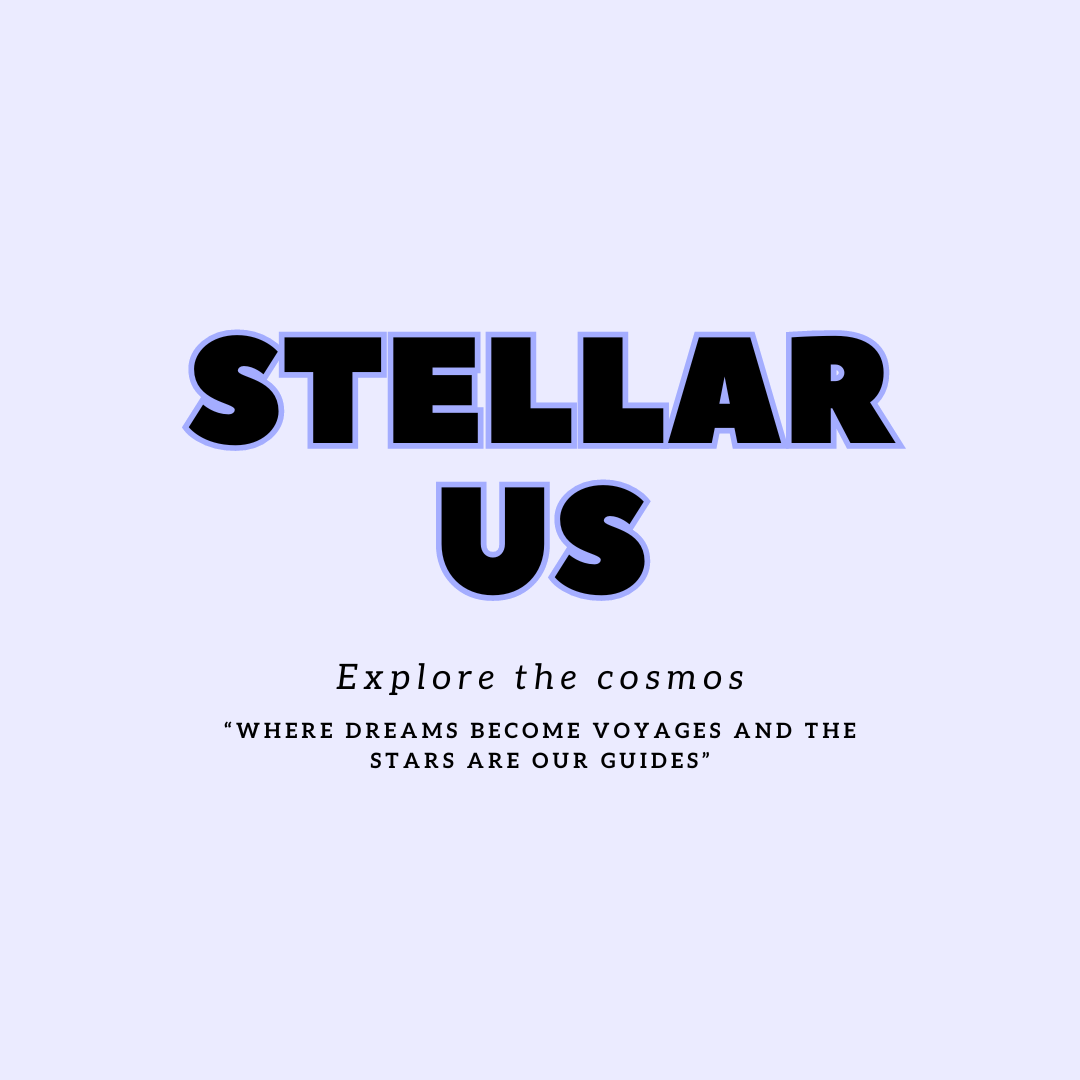 STELLAR
US
Explore the cosmos
“WHERE DREAMS BECOME VOYAGES AND THE
STARS ARE OUR GUIDES”